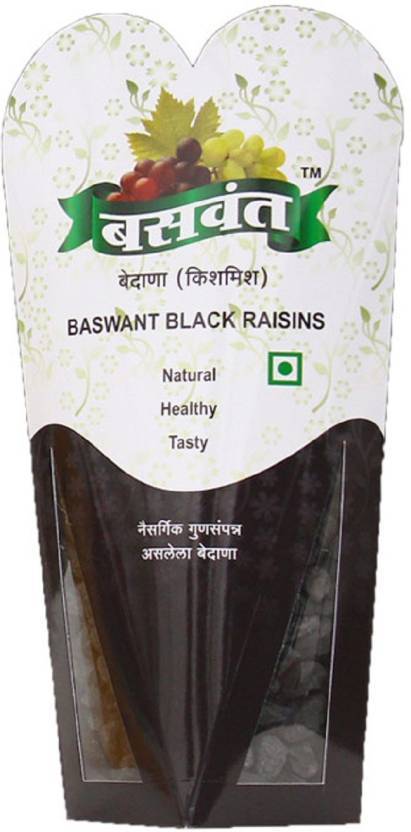 TM
बसवंत
बेदाणा (किशमिश)
BASWANT BLACK RAISINS
Natural
Healthy
Tasty
नैसर्गिक गुणसंपन्न
असलेला बेदाणा